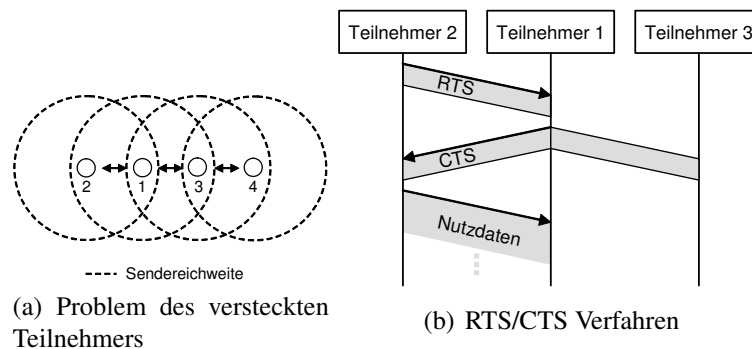 Teilnehmer 2
Teilnehmer 1
Teilnehmer 3
RTS
CTS
Nutzdaten
2
1
3
4
Sendereichweite
(a) Problem des versteckten
Teilnehmers
(b) RTS/CTS Verfahren